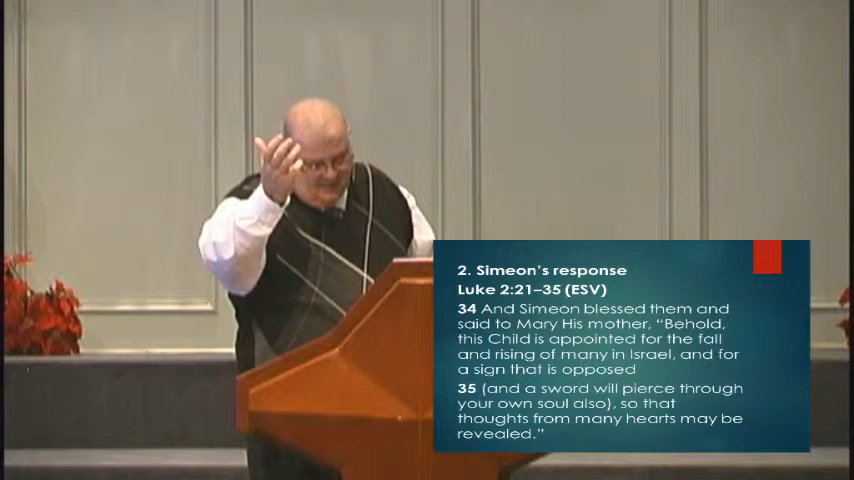 2. Simeon's response
Luke 2:21–35 (ESV)
34 And Simeon blessed them and
said to Mary His mother, "Behold,
this Child is appointed for the fall
and rising of many in Israel, and for
a sign that is opposed
35 (and a sword will pierce through
your own soul also), so that
thoughts from many hearts may be
revealed."